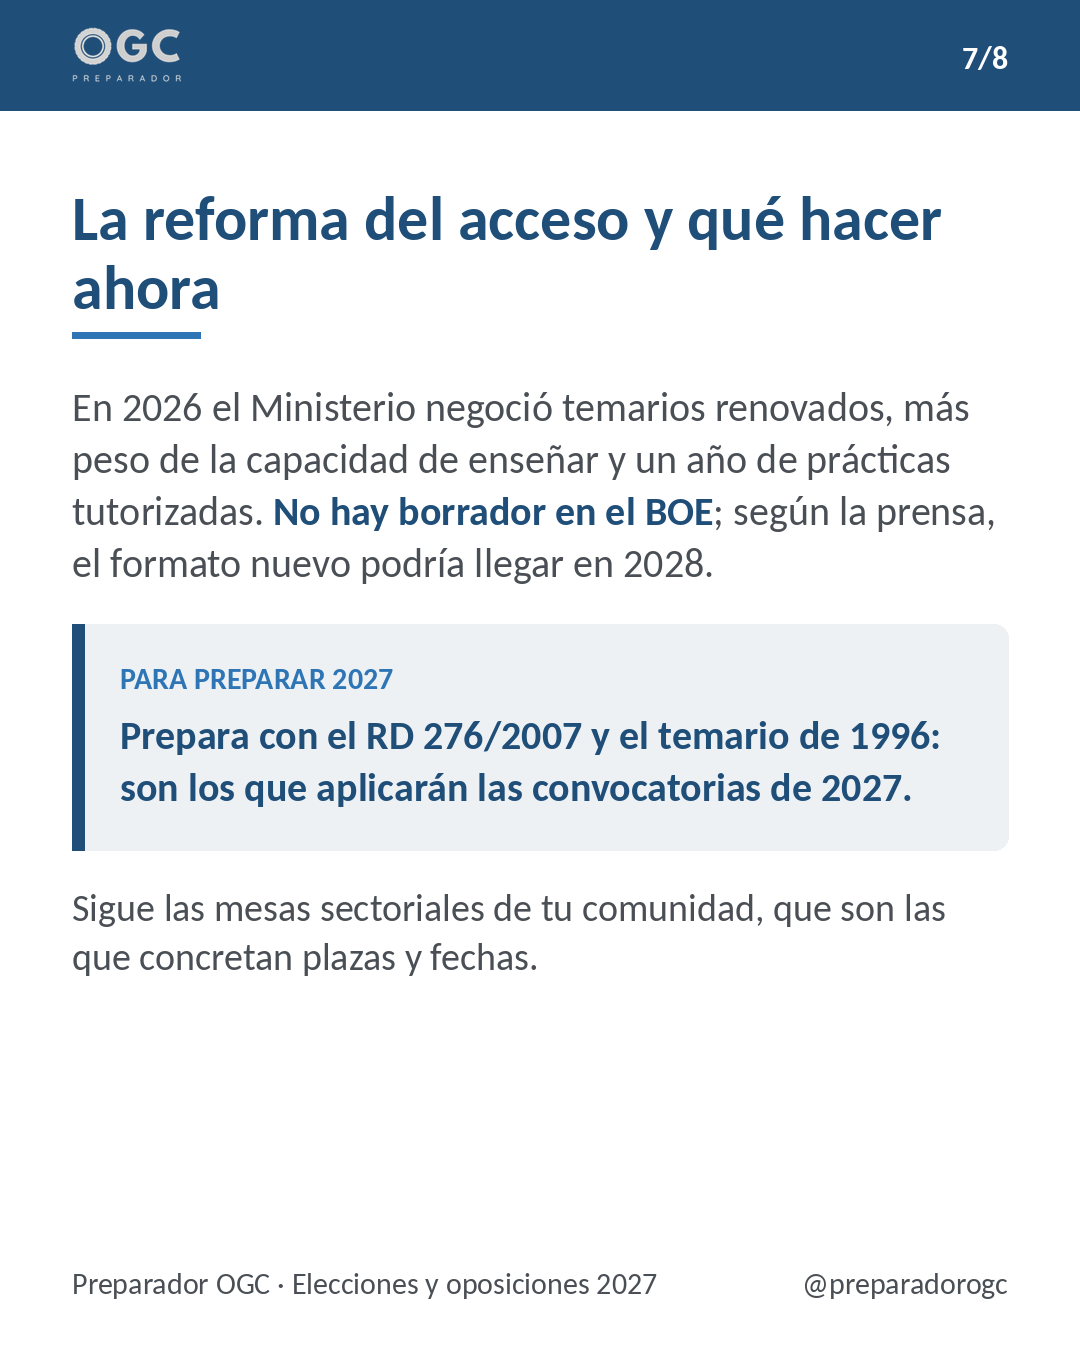 OGC
PREPARADOR
7/8
La reforma del acceso y qué hacer
ahora
En 2026 el Ministerio negoció temarios renovados, más
peso de la capacidad de enseñar y un año de prácticas
tutorizadas. No hay borrador en el BOE; según la prensa,
el formato nuevo podría llegar en 2028.
PARA PREPARAR 2027
Prepara con el RD 276/2007 y el temario de 1996:
son los que aplicarán las convocatorias de 2027.
Sigue las mesas sectoriales de tu comunidad, que son las
que concretan plazas y fechas.
Preparador OGC · Elecciones y oposiciones 2027
@preparadorogc